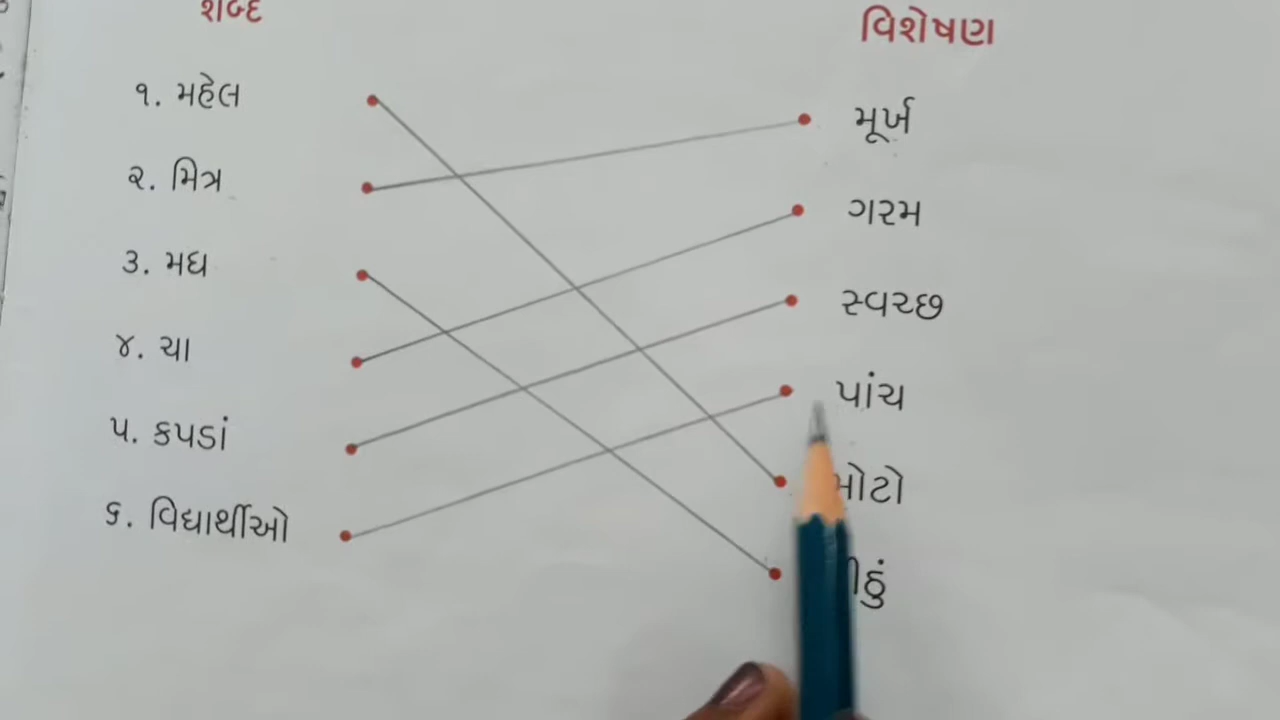 શબ્દ
વિશેષણ
૧. મહેલ
મૂર્ખ
૨. મિત્ર
ગરમ
૩. મધ
સ્વચ્છ
૪. ચા
પાંચ
૫. કપડાં
મોટો
૬. વિદ્યાર્થીઓ